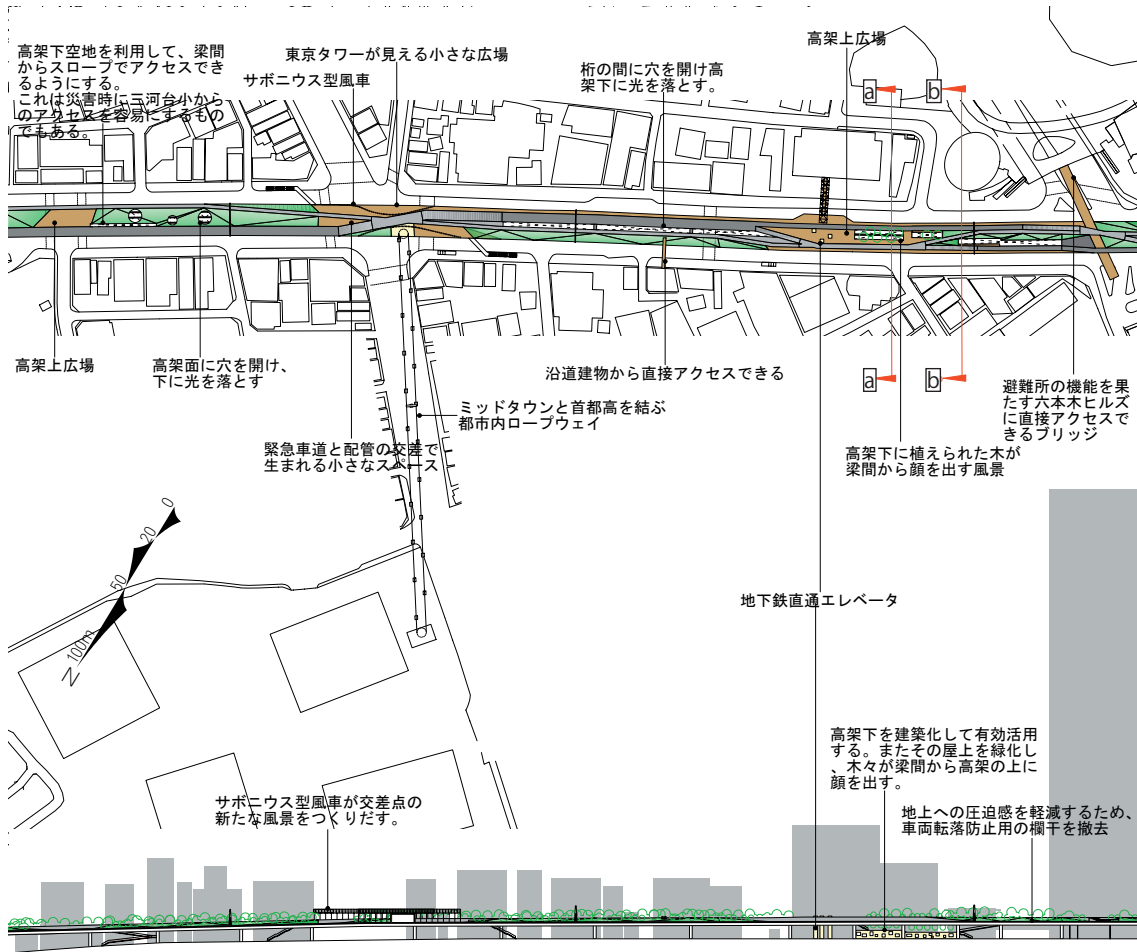 高架下空地を利用して、梁間
からスロープでアクセスでき
るようにする。
これは災害時に三河台小から
のアクセスを容易にするもの
でもある。
東京タワーが見える小さな広場
サボニウス型風車
桁の間に穴を開け高
架下に光を落とす。
高架上広場
a
b
高架上広場
高架面に穴を開け、
下に光を落とす
沿道建物から直接アクセスできる
a
b
避難所の機能を果
たす六本木ヒルズ
に直接アクセスで
きるブリッジ
ミッドタウンと首都高を結ぶ
都市内ロープウェイ
緊急車道と配管の交差で
生まれる小さなスペース
高架下に植えられた木が
梁間から顔を出す風景
0
20
50
100m
N
地下鉄直通エレベータ
高架下を建築化して有効活用
する。またその屋上を緑化し
、木々が梁間から高架の上に
顔を出す。
サボニウス型風車が交差点の
新たな風景をつくりだす。
地上への圧迫感を軽減するため、
車両転落防止用の欄干を撤去